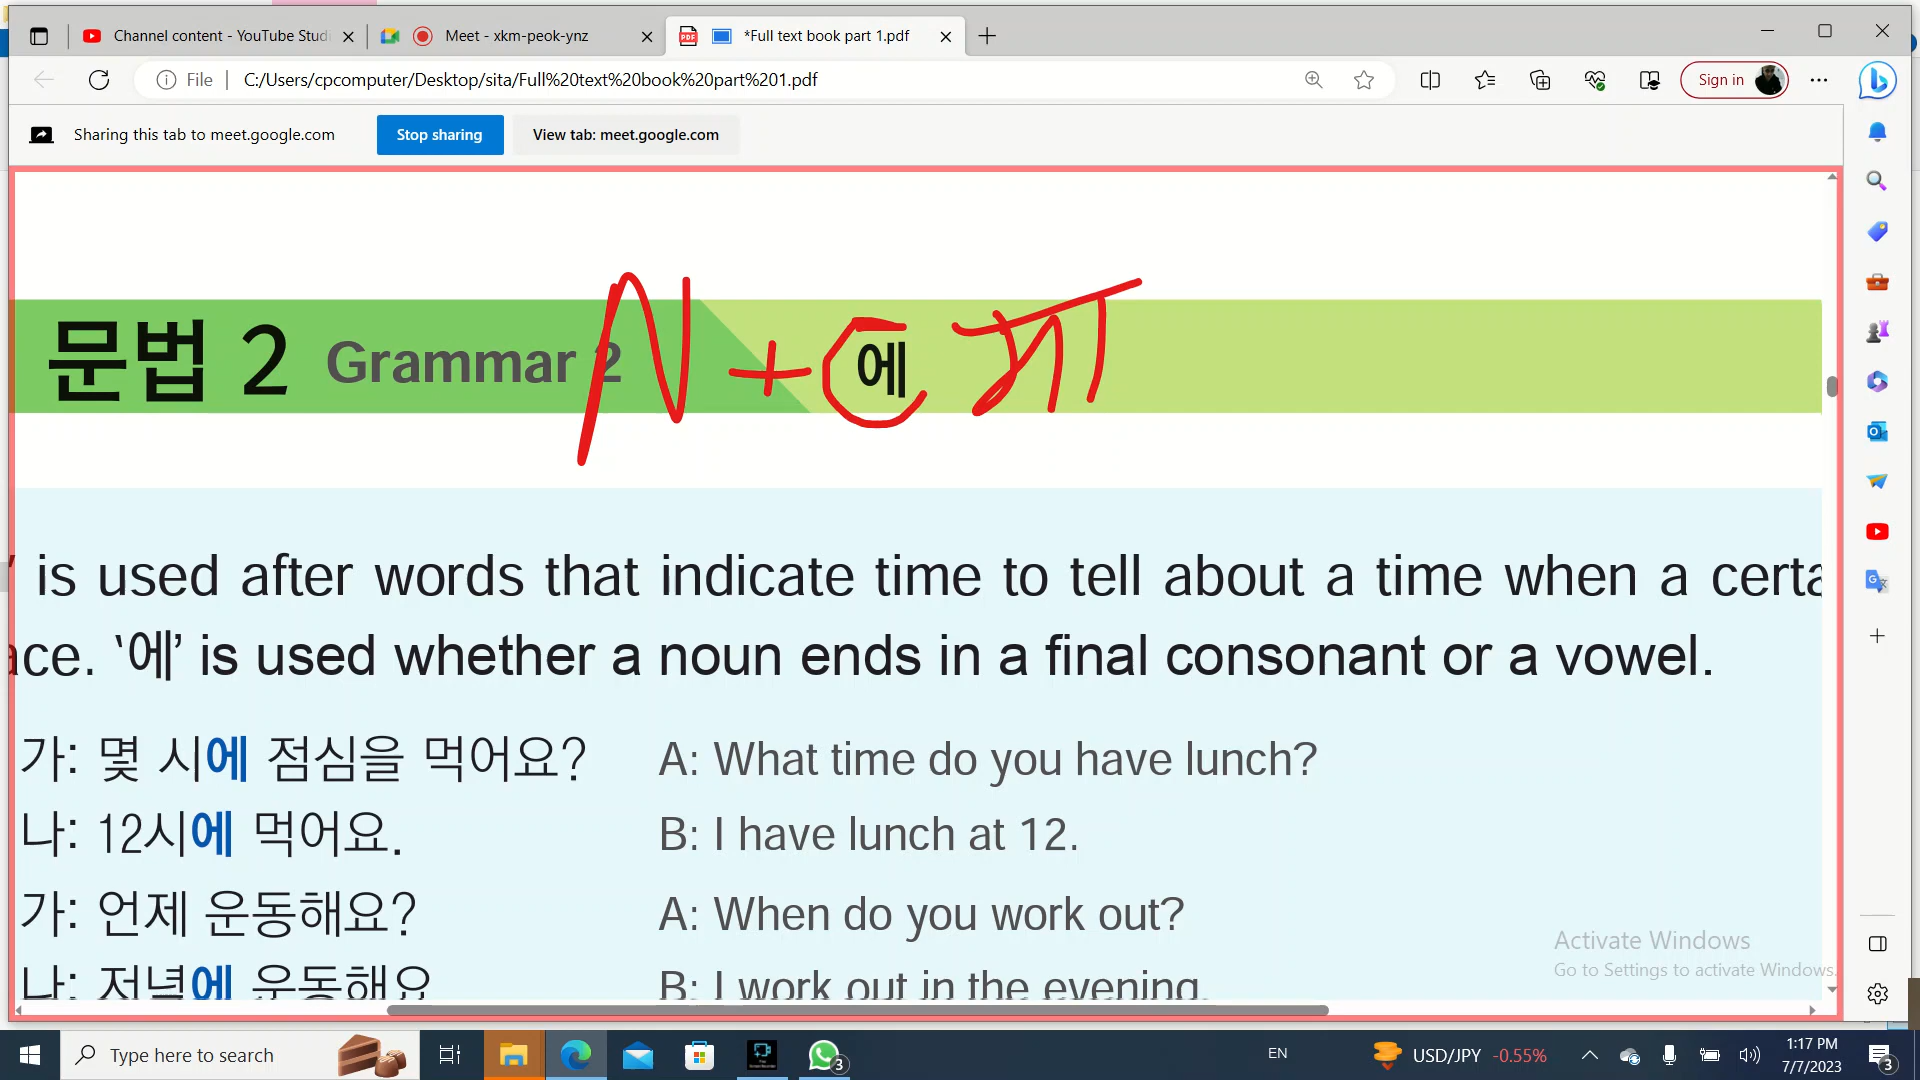 Channel content - YouTube Studi
Meet - xkm-peok-ynz
*Full text book part 1.pdf
File
C:/Users/cpcomputer/Desktop/sita/Full%20text%20book%20part%201.pdf
Sign in
Sharing this tab to meet.google.com
Stop sharing
View tab: meet.google.com
문법 2 Grammar 2 N + 에 मा
' is used after words that indicate time to tell about a time when a certa
ace. ‘에’ is used whether a noun ends in a final consonant or a vowel.
가: 몇 시에 점심을 먹어요? A: What time do you have lunch?
나: 12시에 먹어요. B: I have lunch at 12.
가: 언제 운동해요? A: When do you work out?
나: 저녁에 운동해요 B: I work out in the evening.
Activate Windows
Go to Settings to activate Windows.
Type here to search
3
EN
USD/JPY -0.55%
1:17 PM
7/7/2023
3